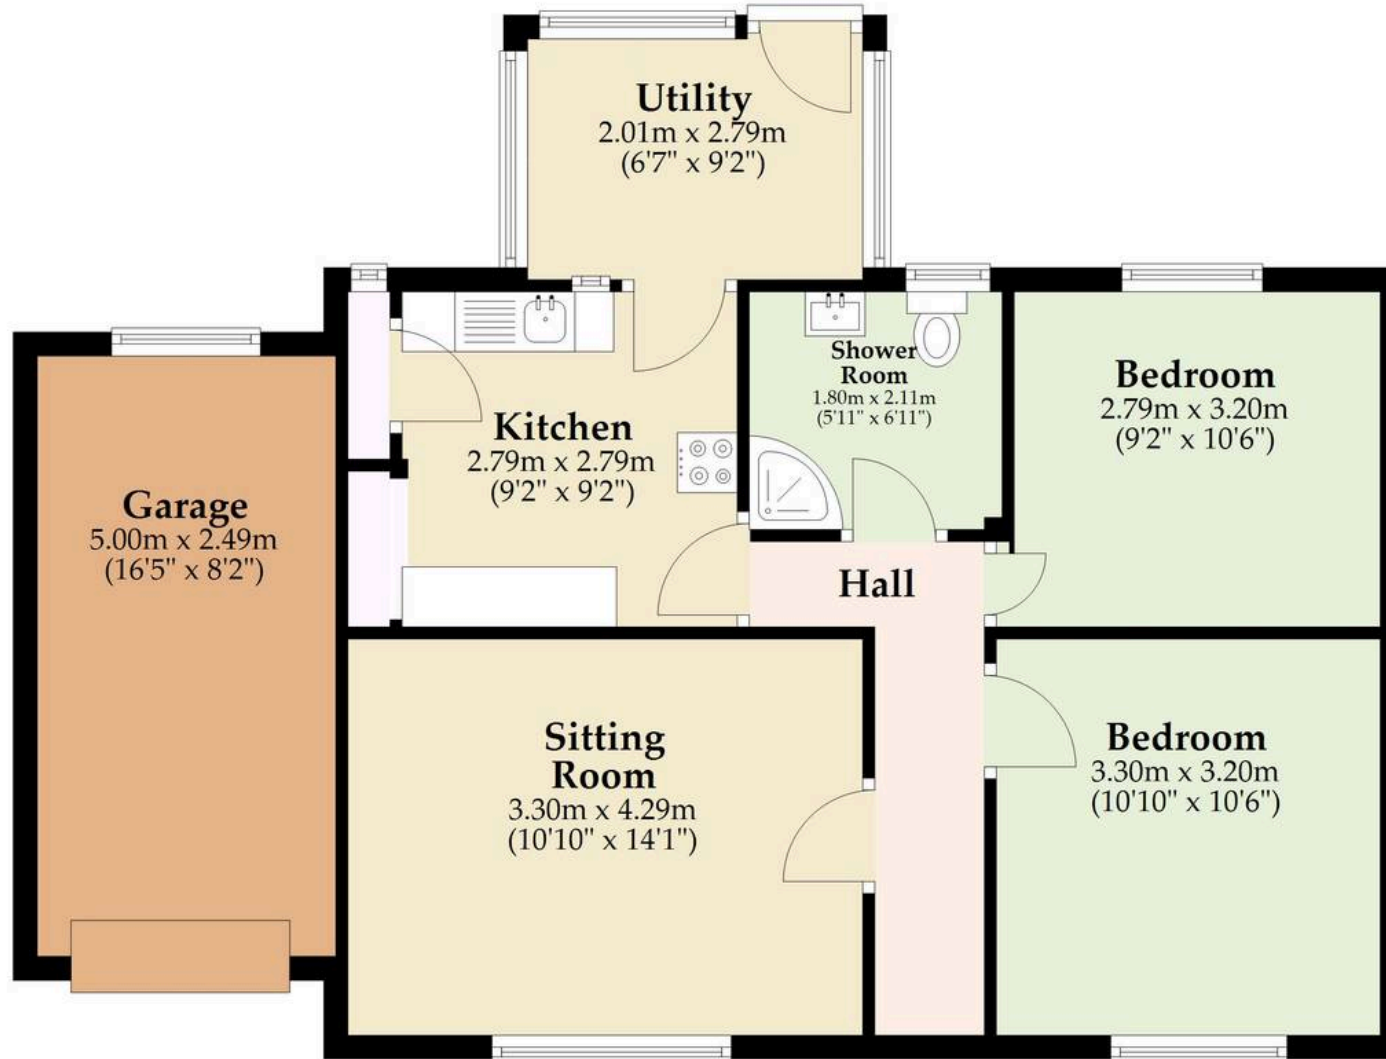 Utility
2.01m x 2.79m
(6'7" x 9'2")
Shower
Room
1.80m x 2.11m
(5'11" x 6'11")
Bedroom
2.79m x 3.20m
(9'2" x 10'6")
Kitchen
2.79m x 2.79m
(9'2" x 9'2")
Garage
5.00m x 2.49m
(16'5" x 8'2")
Hall
Sitting
Room
3.30m x 4.29m
(10'10" x 14'1")
Bedroom
3.30m x 3.20m
(10'10" x 10'6")